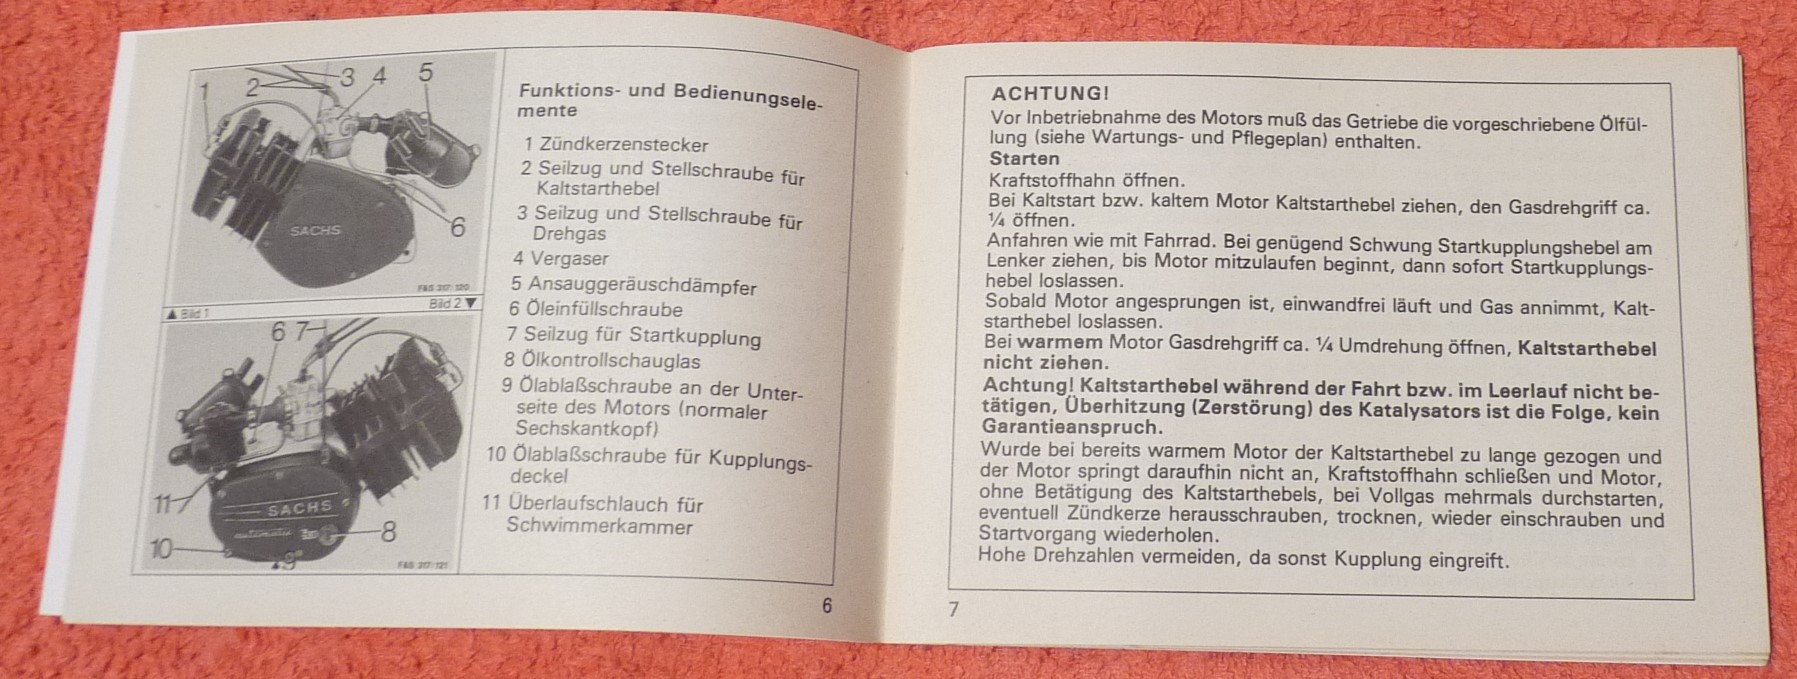 1
2
3
4
5
6
SACHS
F&S 317/120
▲ Bild 1
Bild 2 ▼
6
7
11
SACHS
automatic
8
10
9
F&S 317/121
Funktions- und Bedienungsele-
mente
1 Zündkerzenstecker
2 Seilzug und Stellschraube für
Kaltstarthebel
3 Seilzug und Stellschraube für
Drehgas
4 Vergaser
5 Ansauggeräuschdämpfer
6 Öleinfüllschraube
7 Seilzug für Startkupplung
8 Ölkontrollschauglas
9 Ölablaßschraube an der Unter-
seite des Motors (normaler
Sechskantkopf)
10 Ölablaßschraube für Kupplungs-
deckel
11 Überlaufschlauch für
Schwimmerkammer
6
ACHTUNG!
Vor Inbetriebnahme des Motors muß das Getriebe die vorgeschriebene Ölfül-
lung (siehe Wartungs- und Pflegeplan) enthalten.
Starten
Kraftstoffhahn öffnen.
Bei Kaltstart bzw. kaltem Motor Kaltstarthebel ziehen, den Gasdrehgriff ca.
¼ öffnen.
Anfahren wie mit Fahrrad. Bei genügend Schwung Startkupplungshebel am
Lenker ziehen, bis Motor mitzulaufen beginnt, dann sofort Startkupplungs-
hebel loslassen.
Sobald Motor angesprungen ist, einwandfrei läuft und Gas annimmt, Kalt-
starthebel loslassen.
Bei warmem Motor Gasdrehgriff ca. ¼ Umdrehung öffnen, Kaltstarthebel
nicht ziehen.
Achtung! Kaltstarthebel während der Fahrt bzw. im Leerlauf nicht be-
tätigen, Überhitzung (Zerstörung) des Katalysators ist die Folge, kein
Garantieanspruch.
Wurde bei bereits warmem Motor der Kaltstarthebel zu lange gezogen und
der Motor springt daraufhin nicht an, Kraftstoffhahn schließen und Motor,
ohne Betätigung des Kaltstarthebels, bei Vollgas mehrmals durchstarten,
eventuell Zündkerze herausschrauben, trocknen, wieder einschrauben und
Startvorgang wiederholen.
Hohe Drehzahlen vermeiden, da sonst Kupplung eingreift.
7